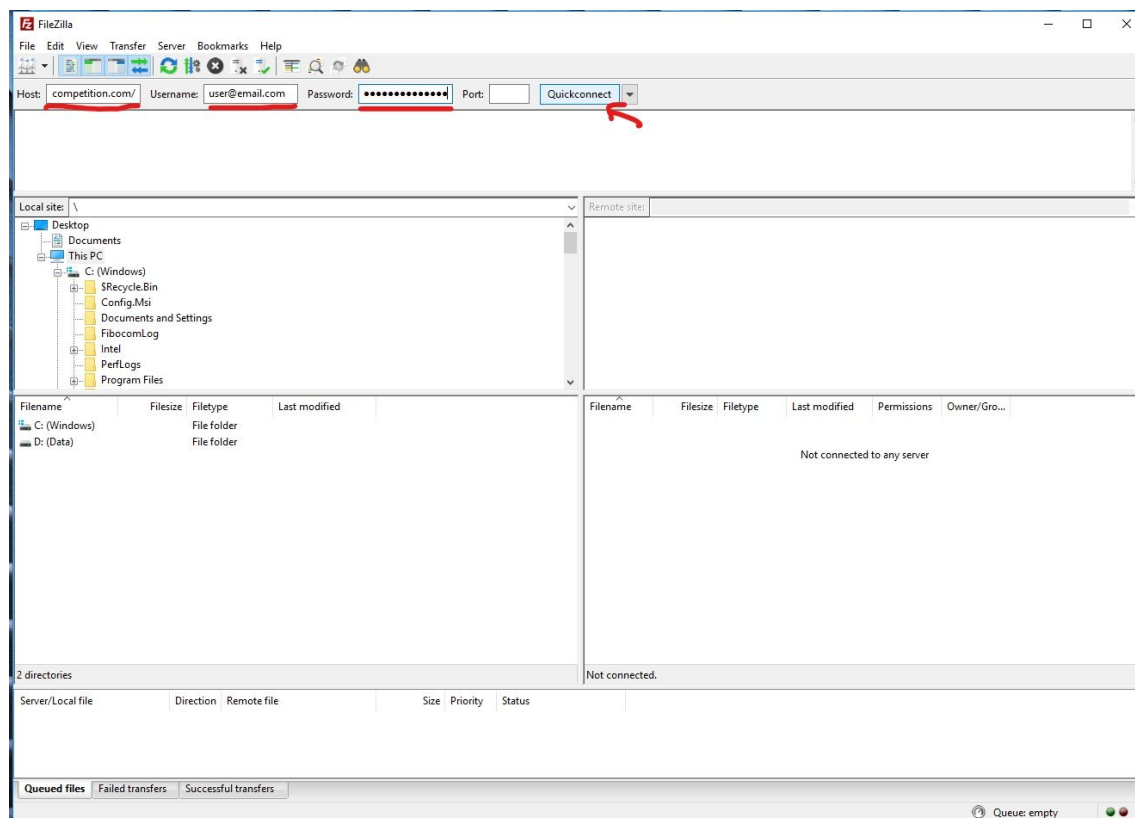 FileZilla
File Edit View Transfer Server Bookmarks Help
Host: competition.com/ Username: user@email.com Password: ●●●●●●●●●●●●●● Port: Quickconnect
Local site: \
Remote site:
Desktop
Documents
This PC
C: (Windows)
$Recycle.Bin
Config.Msi
Documents and Settings
FibocomLog
Intel
PerfLogs
Program Files
Filename Filesize Filetype Last modified
C: (Windows) File folder
D: (Data) File folder
2 directories
Filename Filesize Filetype Last modified Permissions Owner/Gro...
Not connected to any server
Not connected.
Server/Local file Direction Remote file Size Priority Status
Queued files Failed transfers Successful transfers
Queue: empty